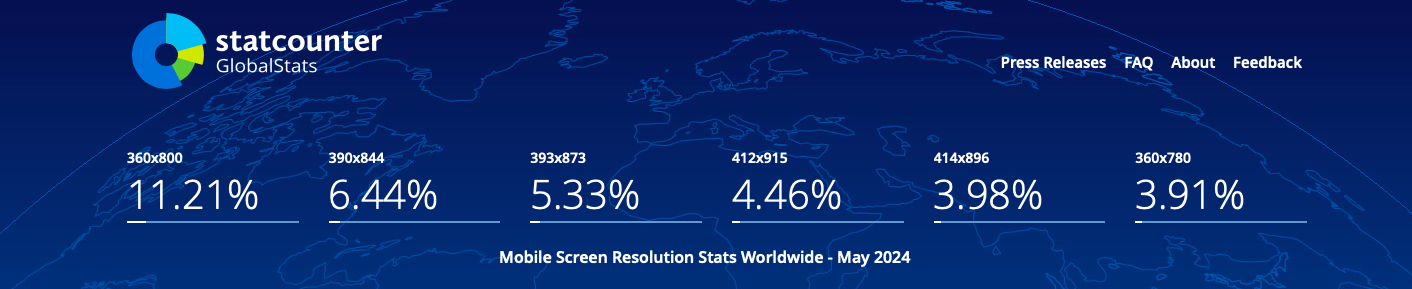 statcounter
GlobalStats
Press Releases FAQ About Feedback
360x800 390x844 393x873 412x915 414x896 360x780
11.21% 6.44% 5.33% 4.46% 3.98% 3.91%
Mobile Screen Resolution Stats Worldwide - May 2024